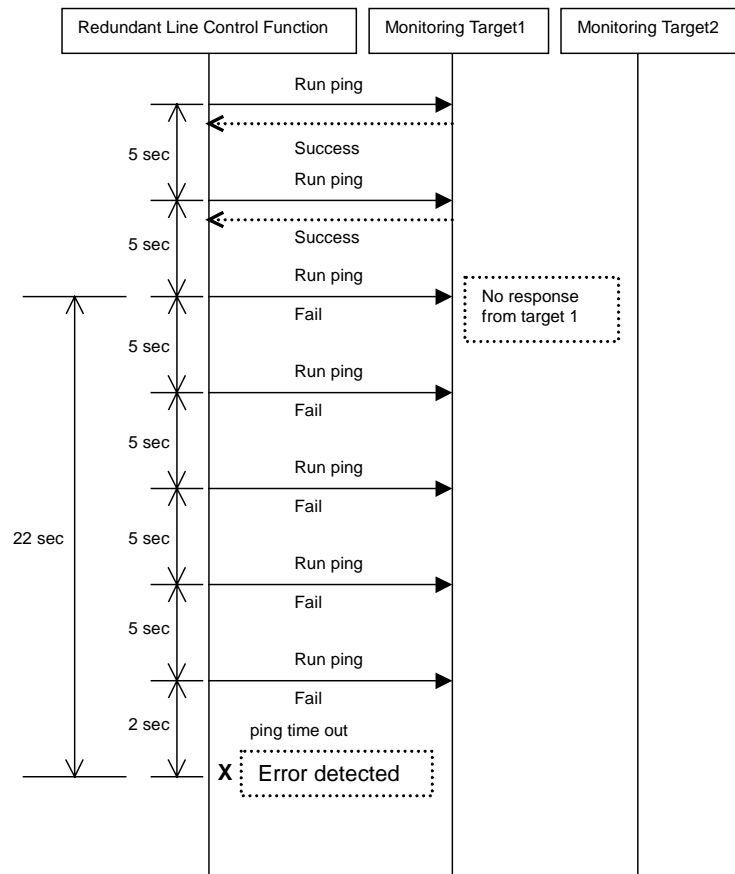 Redundant Line Control Function
Monitoring Target1
Monitoring Target2
Run ping
5 sec
Success
Run ping
5 sec
Success
Run ping
Fail
No response
from target 1
5 sec
Run ping
Fail
5 sec
Run ping
Fail
22 sec
5 sec
Run ping
Fail
5 sec
Run ping
Fail
2 sec
ping time out
X
Error detected